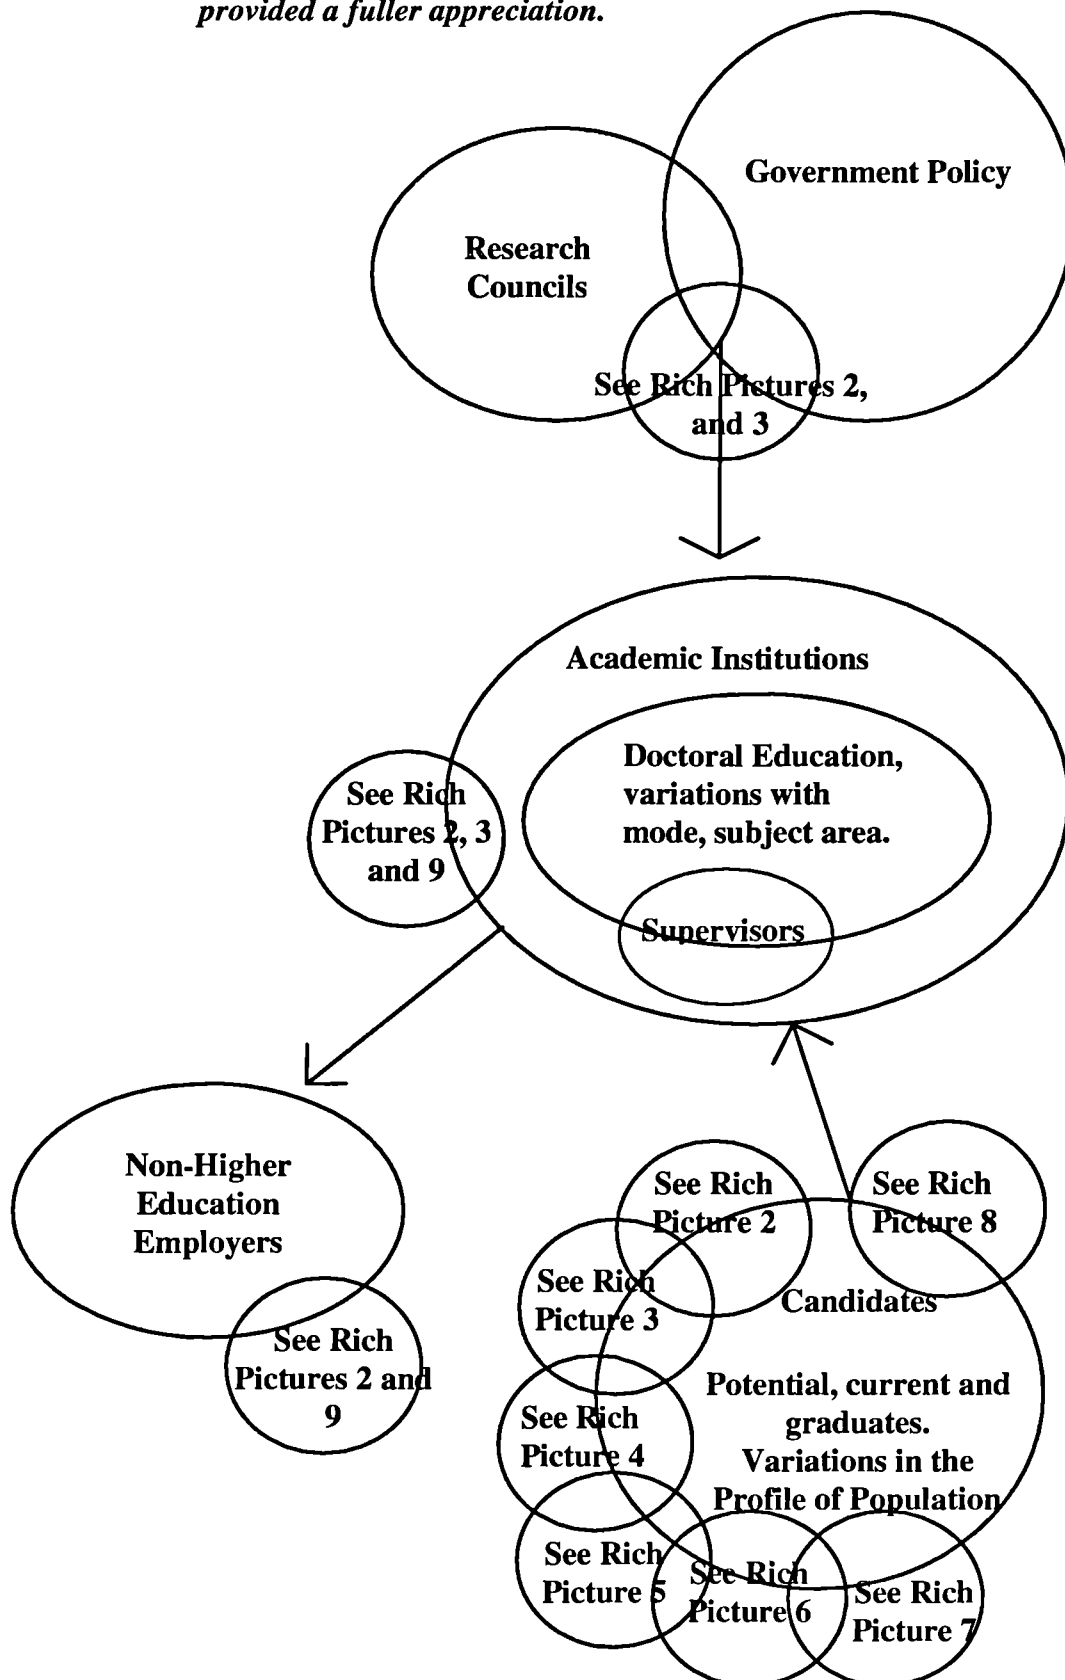 provided a fuller appreciation.
Government Policy
Research
Councils
See Rich Pictures 2,
and 3
Academic Institutions
Doctoral Education,
variations with
mode, subject area.
See Rich
Pictures 2, 3
and 9
Supervisors
Non-Higher
Education
Employers
See Rich
Pictures 2 and
9
See Rich
Picture 2
See Rich
Picture 8
See Rich
Picture 3
Candidates
Potential, current and
graduates.
Variations in the
Profile of Population
See Rich
Picture 4
See Rich
Picture 5
See Rich
Picture 6
See Rich
Picture 7